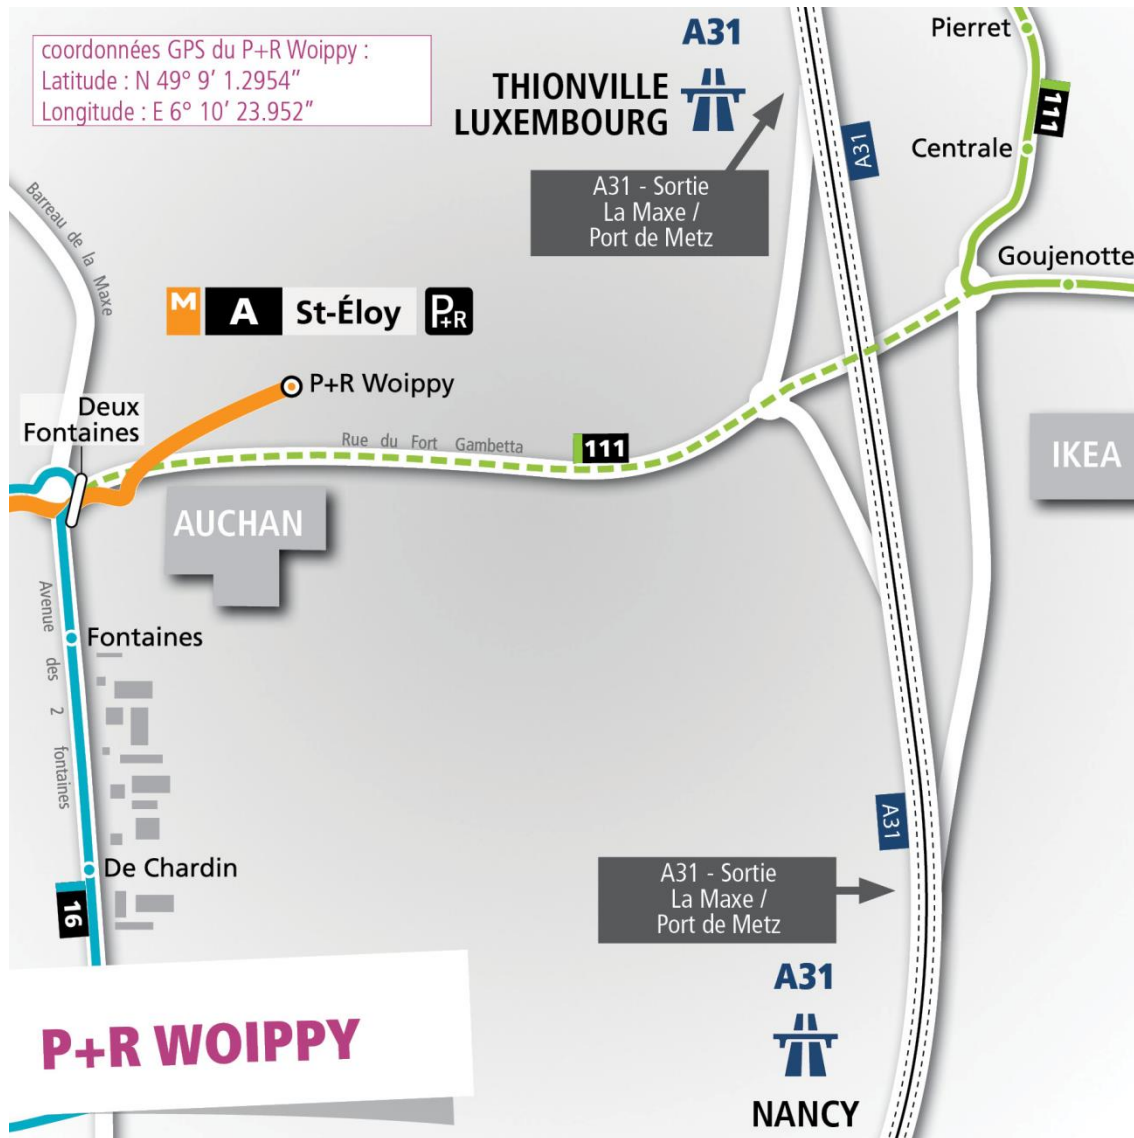 coordonnées GPS du P+R Woippy :
Latitude : N 49° 9’ 1.2954’’
Longitude : E 6° 10’ 23.952’’
A31
THIONVILLE
LUXEMBOURG
A31 - Sortie
La Maxe /
Port de Metz
A31
Pierret
111
Centrale
Goujenotte
Barreau de la Maxe
M A St-Éloy P+R
P+R Woippy
Deux
Fontaines
Rue du Fort Gambetta
111
IKEA
AUCHAN
Fontaines
Avenue des 2 fontaines
De Chardin
16
A31
A31 - Sortie
La Maxe /
Port de Metz
A31
NANCY
P+R WOIPPY